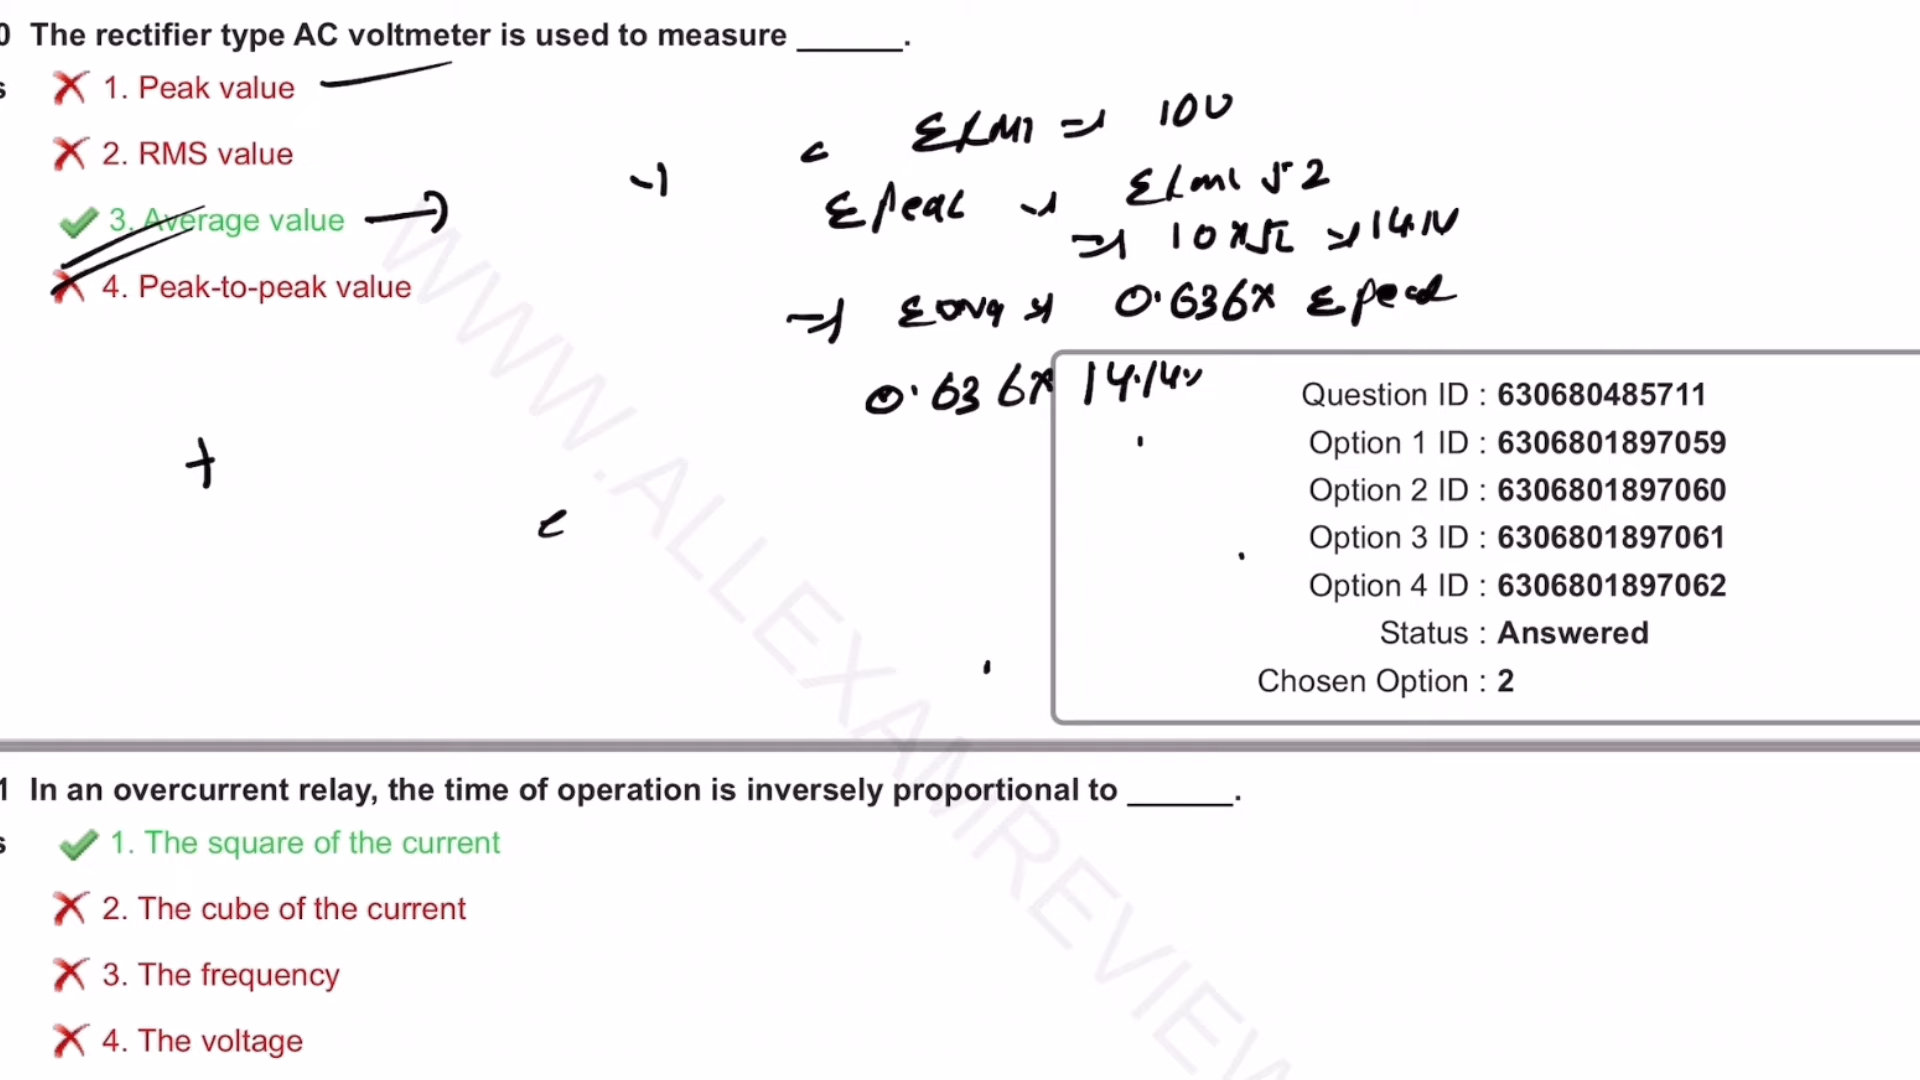 0 The rectifier type AC voltmeter is used to measure ______.
s 1. Peak value
2. RMS value
3. Average value
4. Peak-to-peak value
Erms ⇒ 10V
Epeak → Erms √2
⇒ 10×√2 → 14.1V
⇒ Eavg → 0.636× Epeak
0.636× 14.14v
Question ID : 630680485711
Option 1 ID : 6306801897059
Option 2 ID : 6306801897060
Option 3 ID : 6306801897061
Option 4 ID : 6306801897062
Status : Answered
Chosen Option : 2
WWW.ALLEXAMREVIEW
1 In an overcurrent relay, the time of operation is inversely proportional to ______.
s 1. The square of the current
2. The cube of the current
3. The frequency
4. The voltage